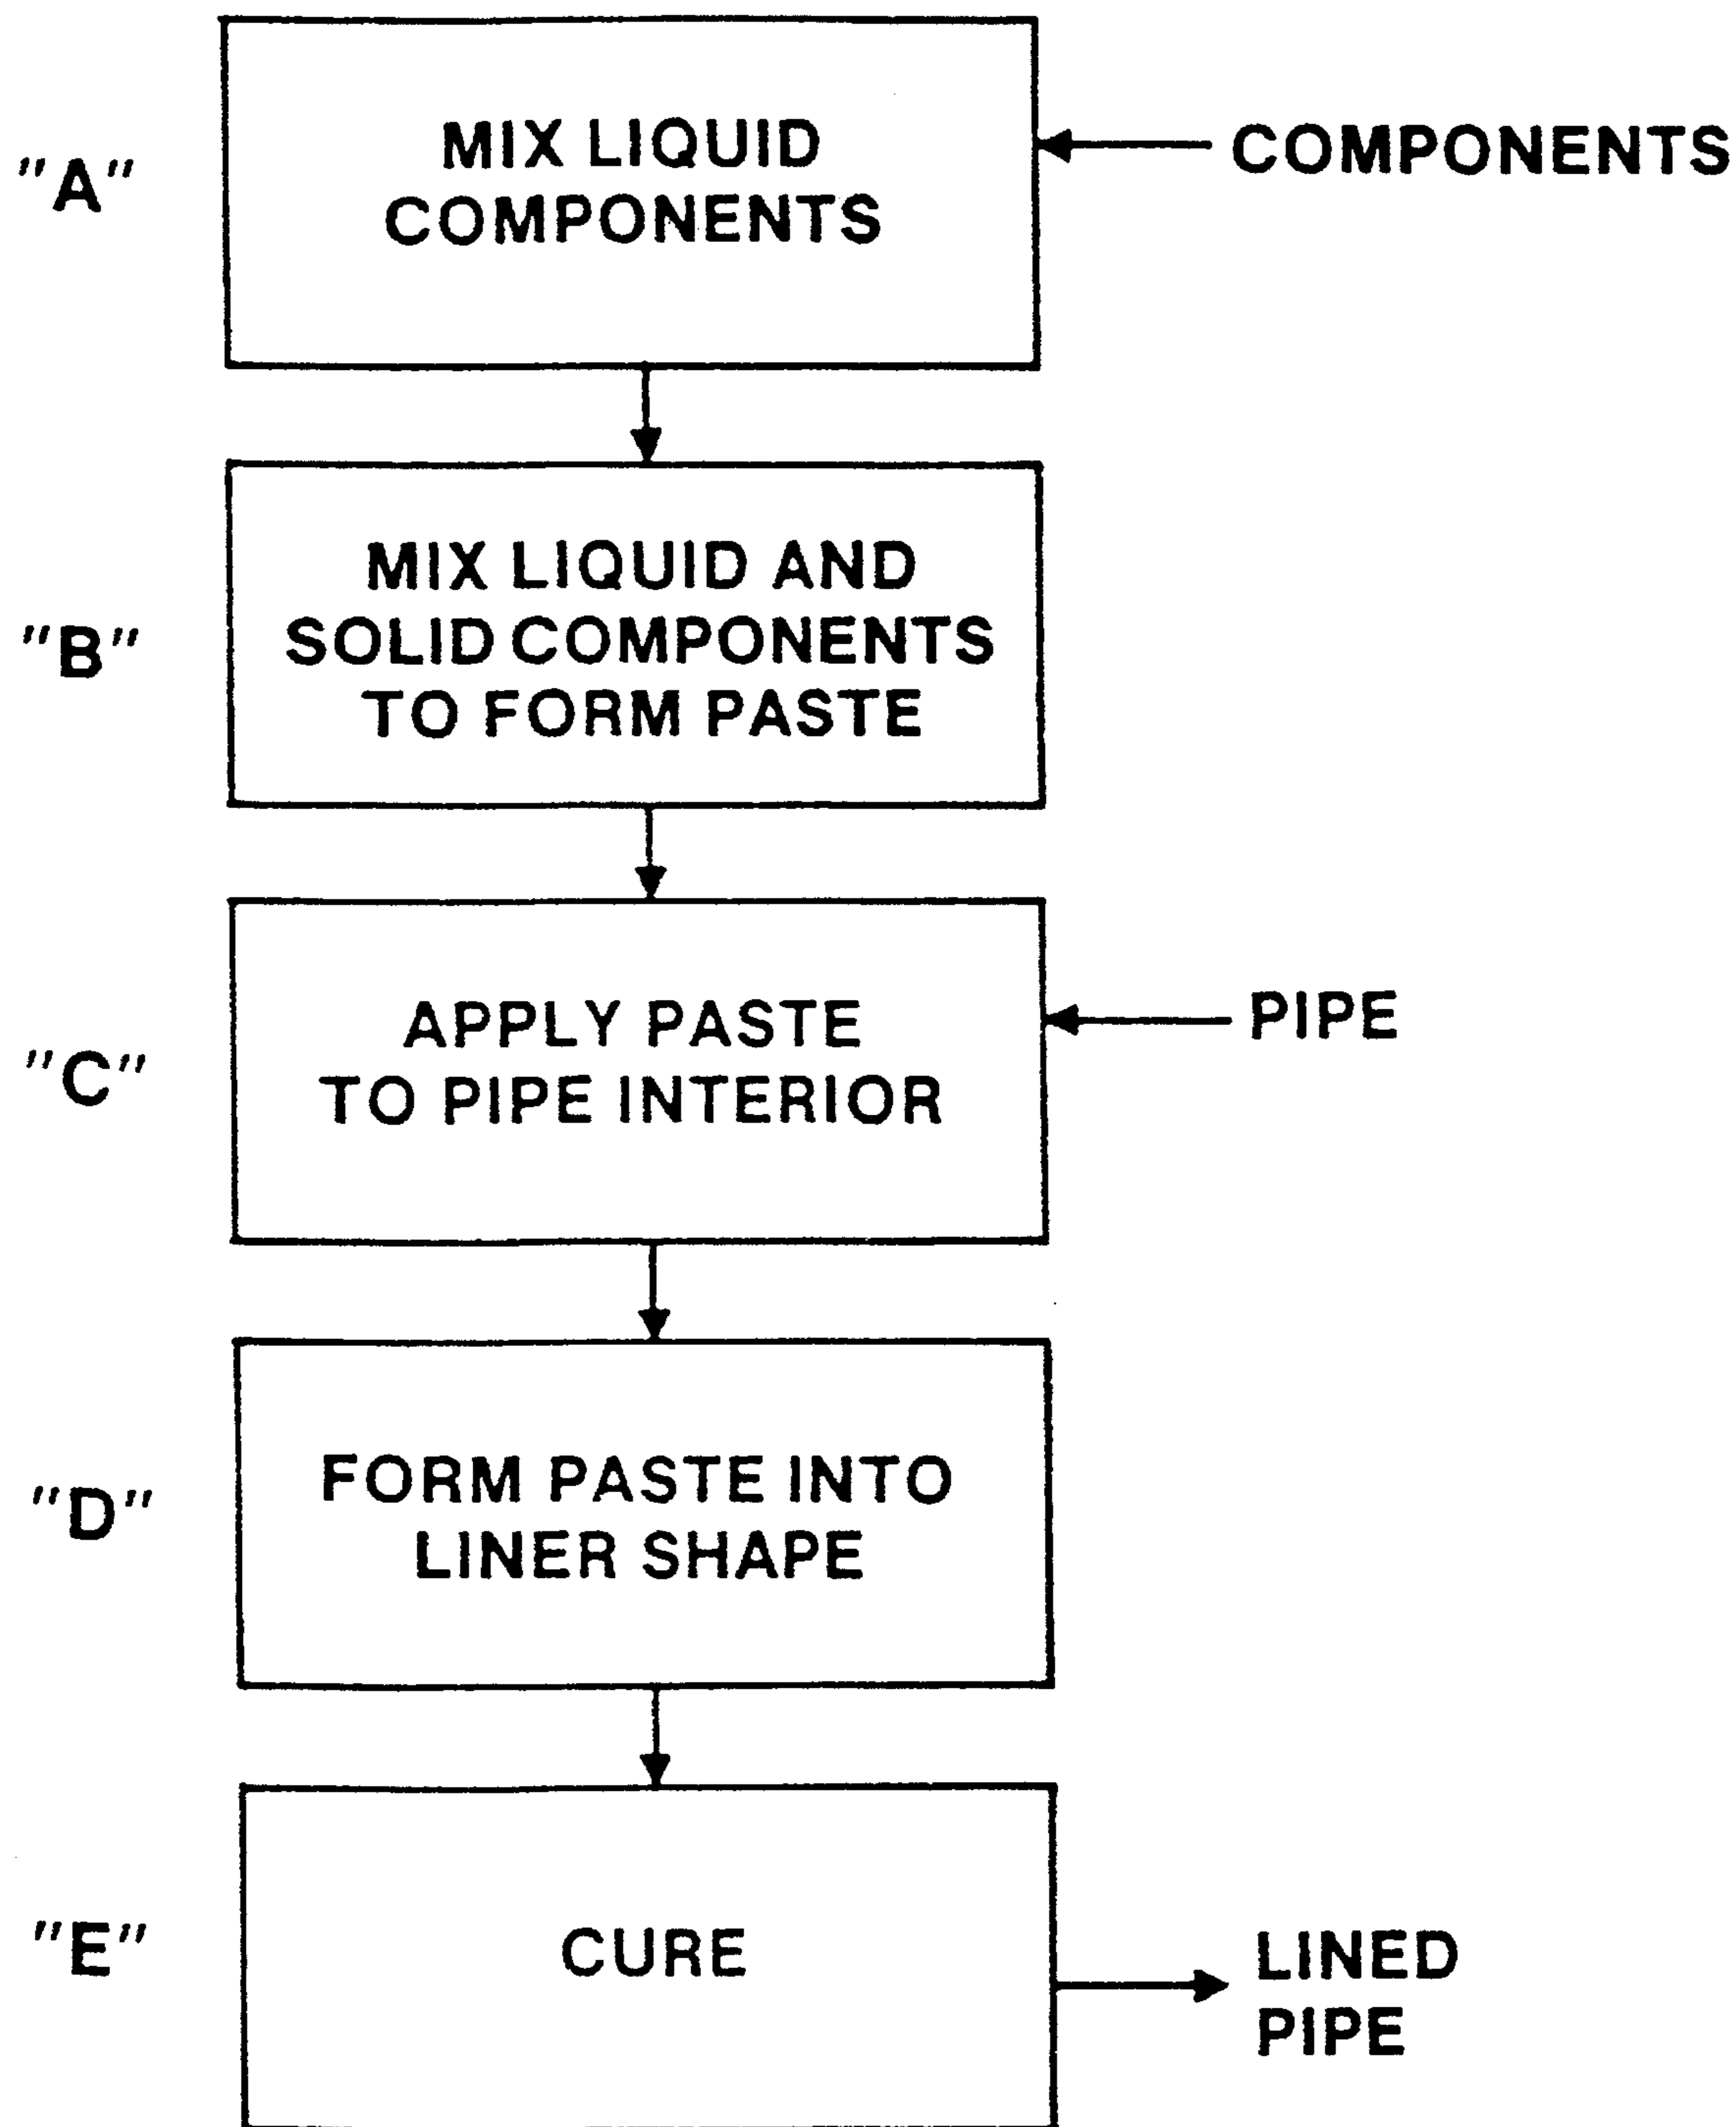 "A"
MIX LIQUID
COMPONENTS
COMPONENTS
"B"
MIX LIQUID AND
SOLID COMPONENTS
TO FORM PASTE
"C"
APPLY PASTE
TO PIPE INTERIOR
PIPE
"D"
FORM PASTE INTO
LINER SHAPE
"E"
CURE
LINED
PIPE